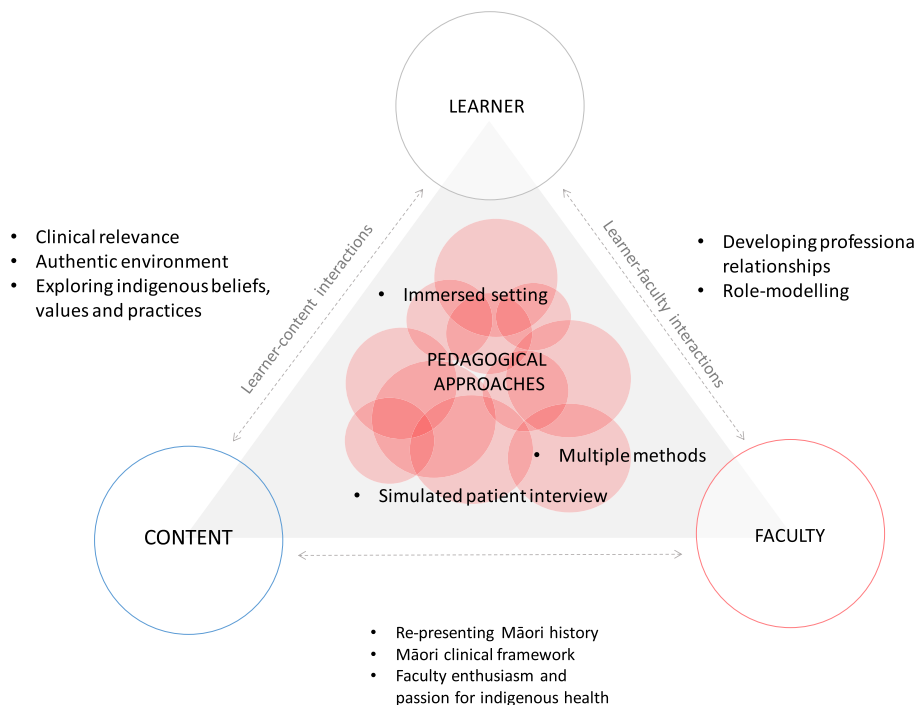 LEARNER
• Clinical relevance
• Authentic environment
• Exploring indigenous beliefs,
values and practices
Learner-content interactions
Learner-faculty interactions
• Developing professiona
relationships
• Role-modelling
• Immersed setting
PEDAGOGICAL
APPROACHES
• Multiple methods
• Simulated patient interview
CONTENT
FACULTY
• Re-presenting Māori history
• Māori clinical framework
• Faculty enthusiasm and
passion for indigenous health